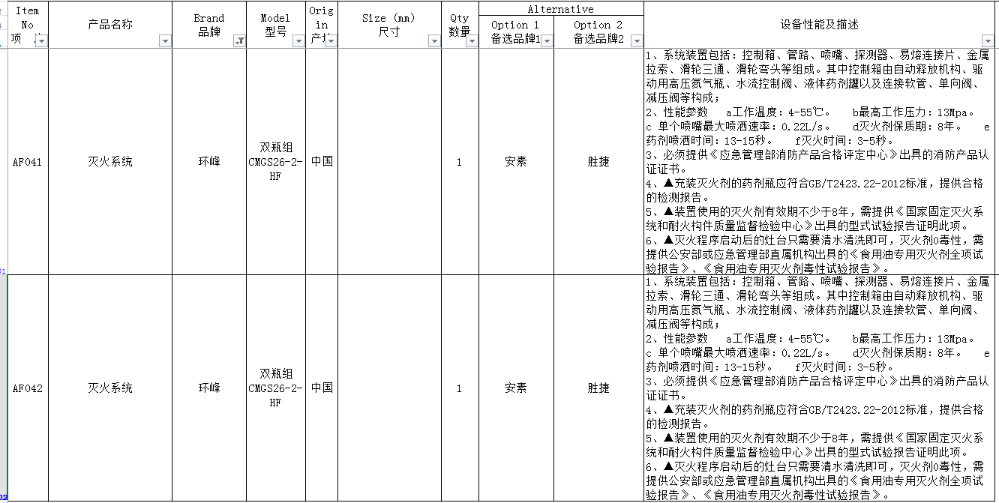 Item No 项
产品名称
Brand 品牌
Model 型号
Orig in 产地
Size (mm) 尺寸
Qty 数量
Alternative
Option 1 备选品牌1
Option 2 备选品牌2
设备性能及描述
AF041
灭火系统
环峰
双瓶组
CMGS26-2-
HF
中国
1
安素
胜捷
1、系统装置包括：控制箱、管路、喷嘴、探测器、易熔连接片、金属
拉索、滑轮三通、滑轮弯头等组成。其中控制箱由自动释放机构、驱
动用高压氮气瓶、水流控制阀、液体药剂罐以及连接软管、单向阀、
减压阀等构成；
2、性能参数 a工作温度：4-55℃。 b最高工作压力：13Mpa。
c 单个喷嘴最大喷洒速率：0.22L/s。 d灭火剂保质期：8年。 e
药剂喷洒时间：13-15秒。 f灭火时间：3-5秒。
3、必须提供《应急管理部消防产品合格评定中心》出具的消防产品认
证证书。
4、▲充装灭火剂的药剂瓶应符合GB/T2423.22-2012标准，提供合格
的检测报告。
5、▲装置使用的灭火剂有效期不少于8年，需提供《国家固定灭火系
统和耐火构件质量监督检验中心》出具的型式试验报告证明此项。
6、▲灭火程序启动后的灶台只需要清水清洗即可，灭火剂0毒性，需
提供公安部或应急管理部直属机构出具的《食用油专用灭火剂全项试
验报告》、《食用油专用灭火剂毒性试验报告》。
AF042
灭火系统
环峰
双瓶组
CMGS26-2-
HF
中国
1
安素
胜捷
1、系统装置包括：控制箱、管路、喷嘴、探测器、易熔连接片、金属
拉索、滑轮三通、滑轮弯头等组成。其中控制箱由自动释放机构、驱
动用高压氮气瓶、水流控制阀、液体药剂罐以及连接软管、单向阀、
减压阀等构成；
2、性能参数 a工作温度：4-55℃。 b最高工作压力：13Mpa。
c 单个喷嘴最大喷洒速率：0.22L/s。 d灭火剂保质期：8年。 e
药剂喷洒时间：13-15秒。 f灭火时间：3-5秒。
3、必须提供《应急管理部消防产品合格评定中心》出具的消防产品认
证证书。
4、▲充装灭火剂的药剂瓶应符合GB/T2423.22-2012标准，提供合格
的检测报告。
5、▲装置使用的灭火剂有效期不少于8年，需提供《国家固定灭火系
统和耐火构件质量监督检验中心》出具的型式试验报告证明此项。
6、▲灭火程序启动后的灶台只需要清水清洗即可，灭火剂0毒性，需
提供公安部或应急管理部直属机构出具的《食用油专用灭火剂全项试
验报告》、《食用油专用灭火剂毒性试验报告》。